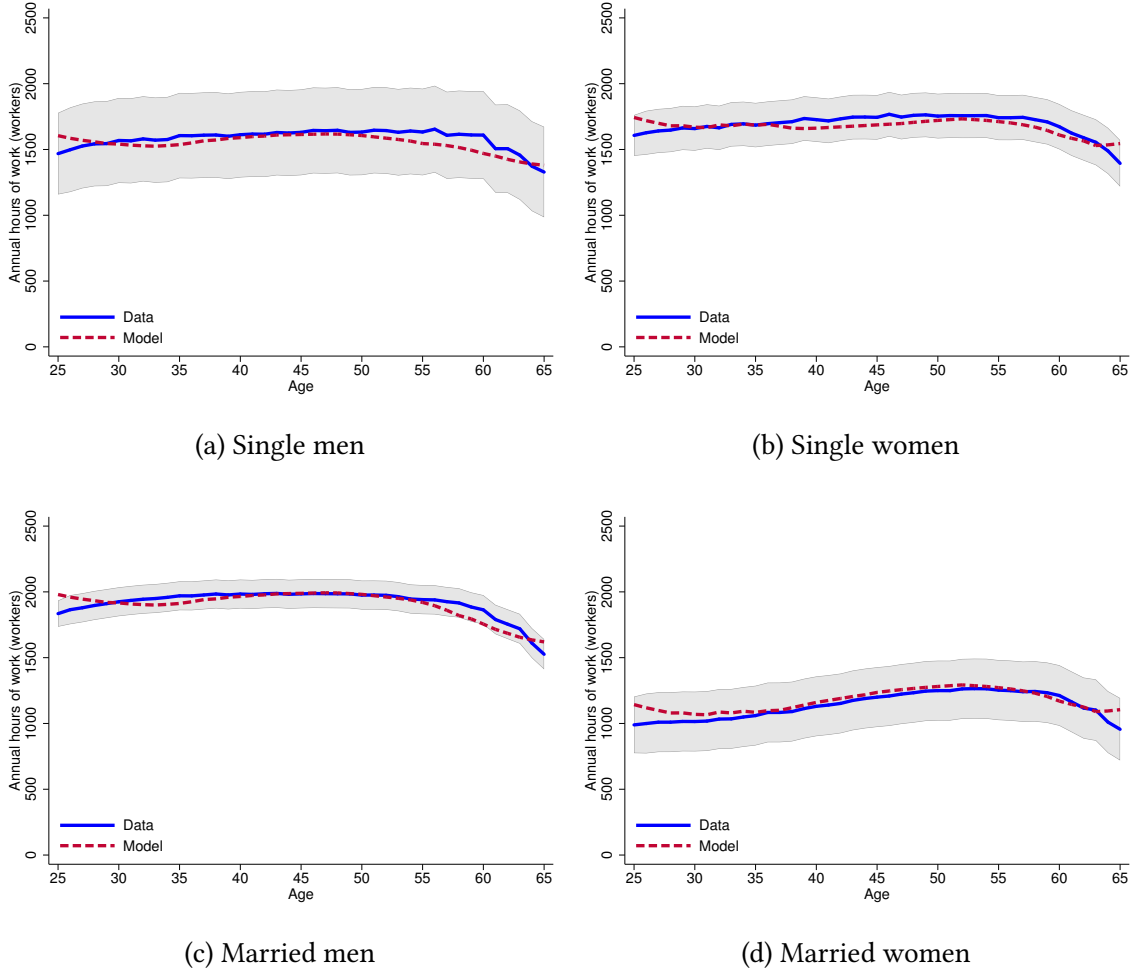 Annual hours of work (workers)
0 500 1000 1500 2000 2500
Data
Model
25 30 35 40 45 50 55 60 65
Age
(a) Single men
Annual hours of work (workers)
0 500 1000 1500 2000 2500
Data
Model
25 30 35 40 45 50 55 60 65
Age
(b) Single women
Annual hours of work (workers)
0 500 1000 1500 2000 2500
Data
Model
25 30 35 40 45 50 55 60 65
Age
(c) Married men
Annual hours of work (workers)
0 500 1000 1500 2000 2500
Data
Model
25 30 35 40 45 50 55 60 65
Age
(d) Married women